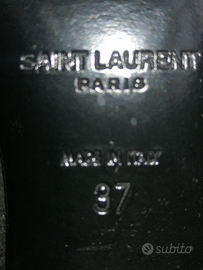 SAINT LAURENT
PARIS
MADE IN ITALY
37
subito